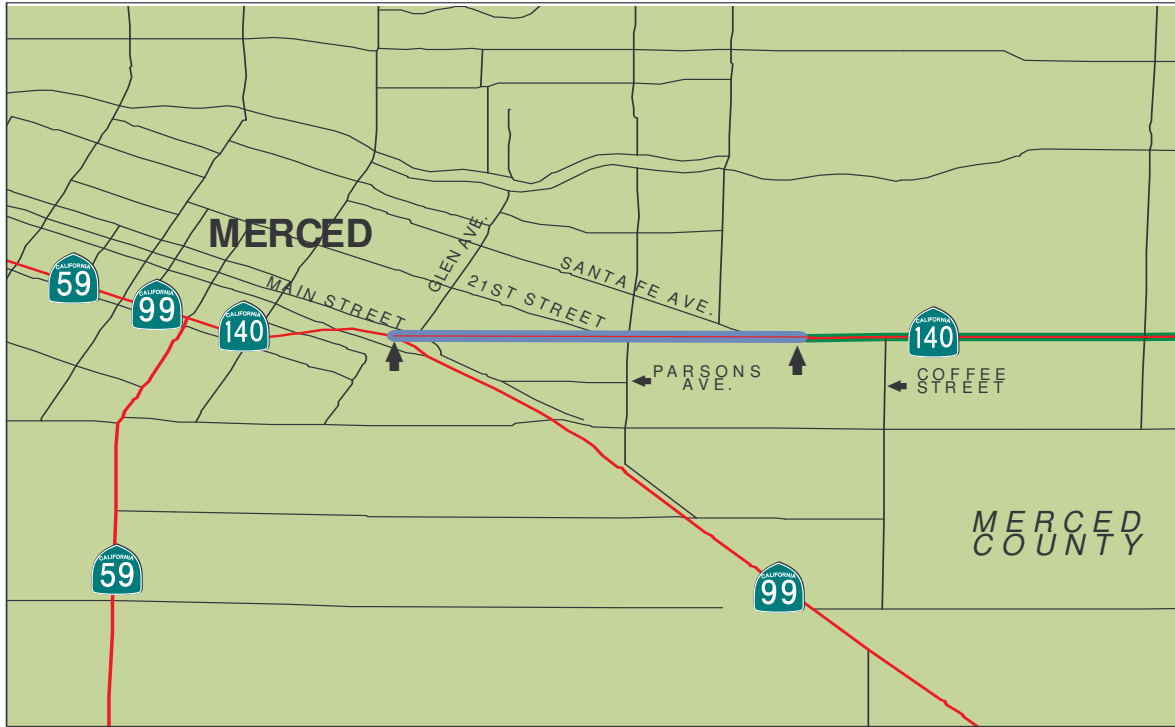 MERCED
GLEN AVE.
SANTA FE AVE.
21ST STREET
MAIN STREET
CALIFORNIA
59
CALIFORNIA
99
CALIFORNIA
140
CALIFORNIA
140
PARSONS
AVE.
COFFEE
STREET
MERCED
COUNTY
CALIFORNIA
59
CALIFORNIA
99